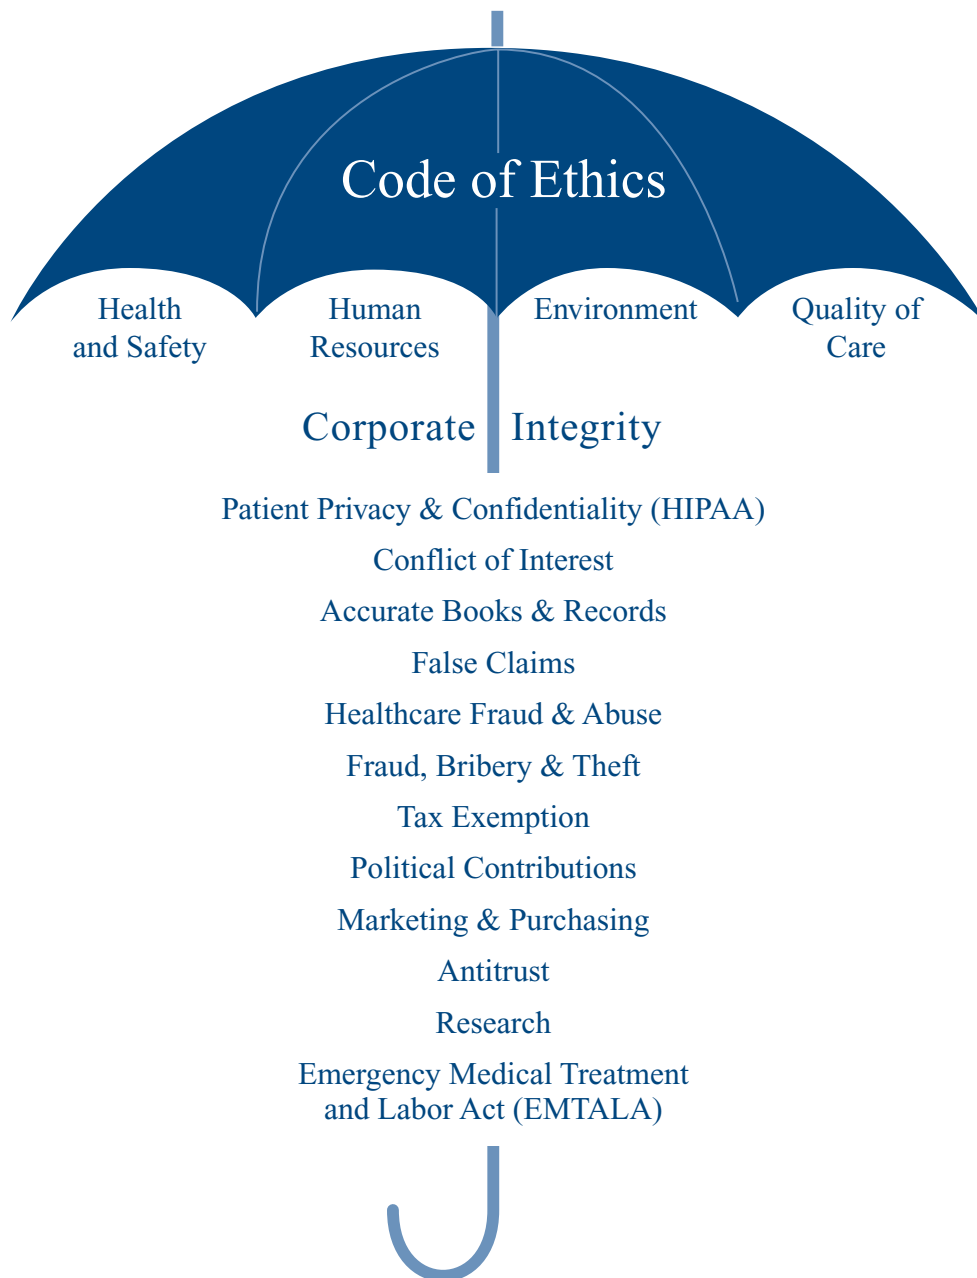 Code of Ethics
Health
and Safety
Human
Resources
Environment
Quality of
Care
Corporate Integrity
Patient Privacy & Confidentiality (HIPAA)
Conflict of Interest
Accurate Books & Records
False Claims
Healthcare Fraud & Abuse
Fraud, Bribery & Theft
Tax Exemption
Political Contributions
Marketing & Purchasing
Antitrust
Research
Emergency Medical Treatment
and Labor Act (EMTALA)